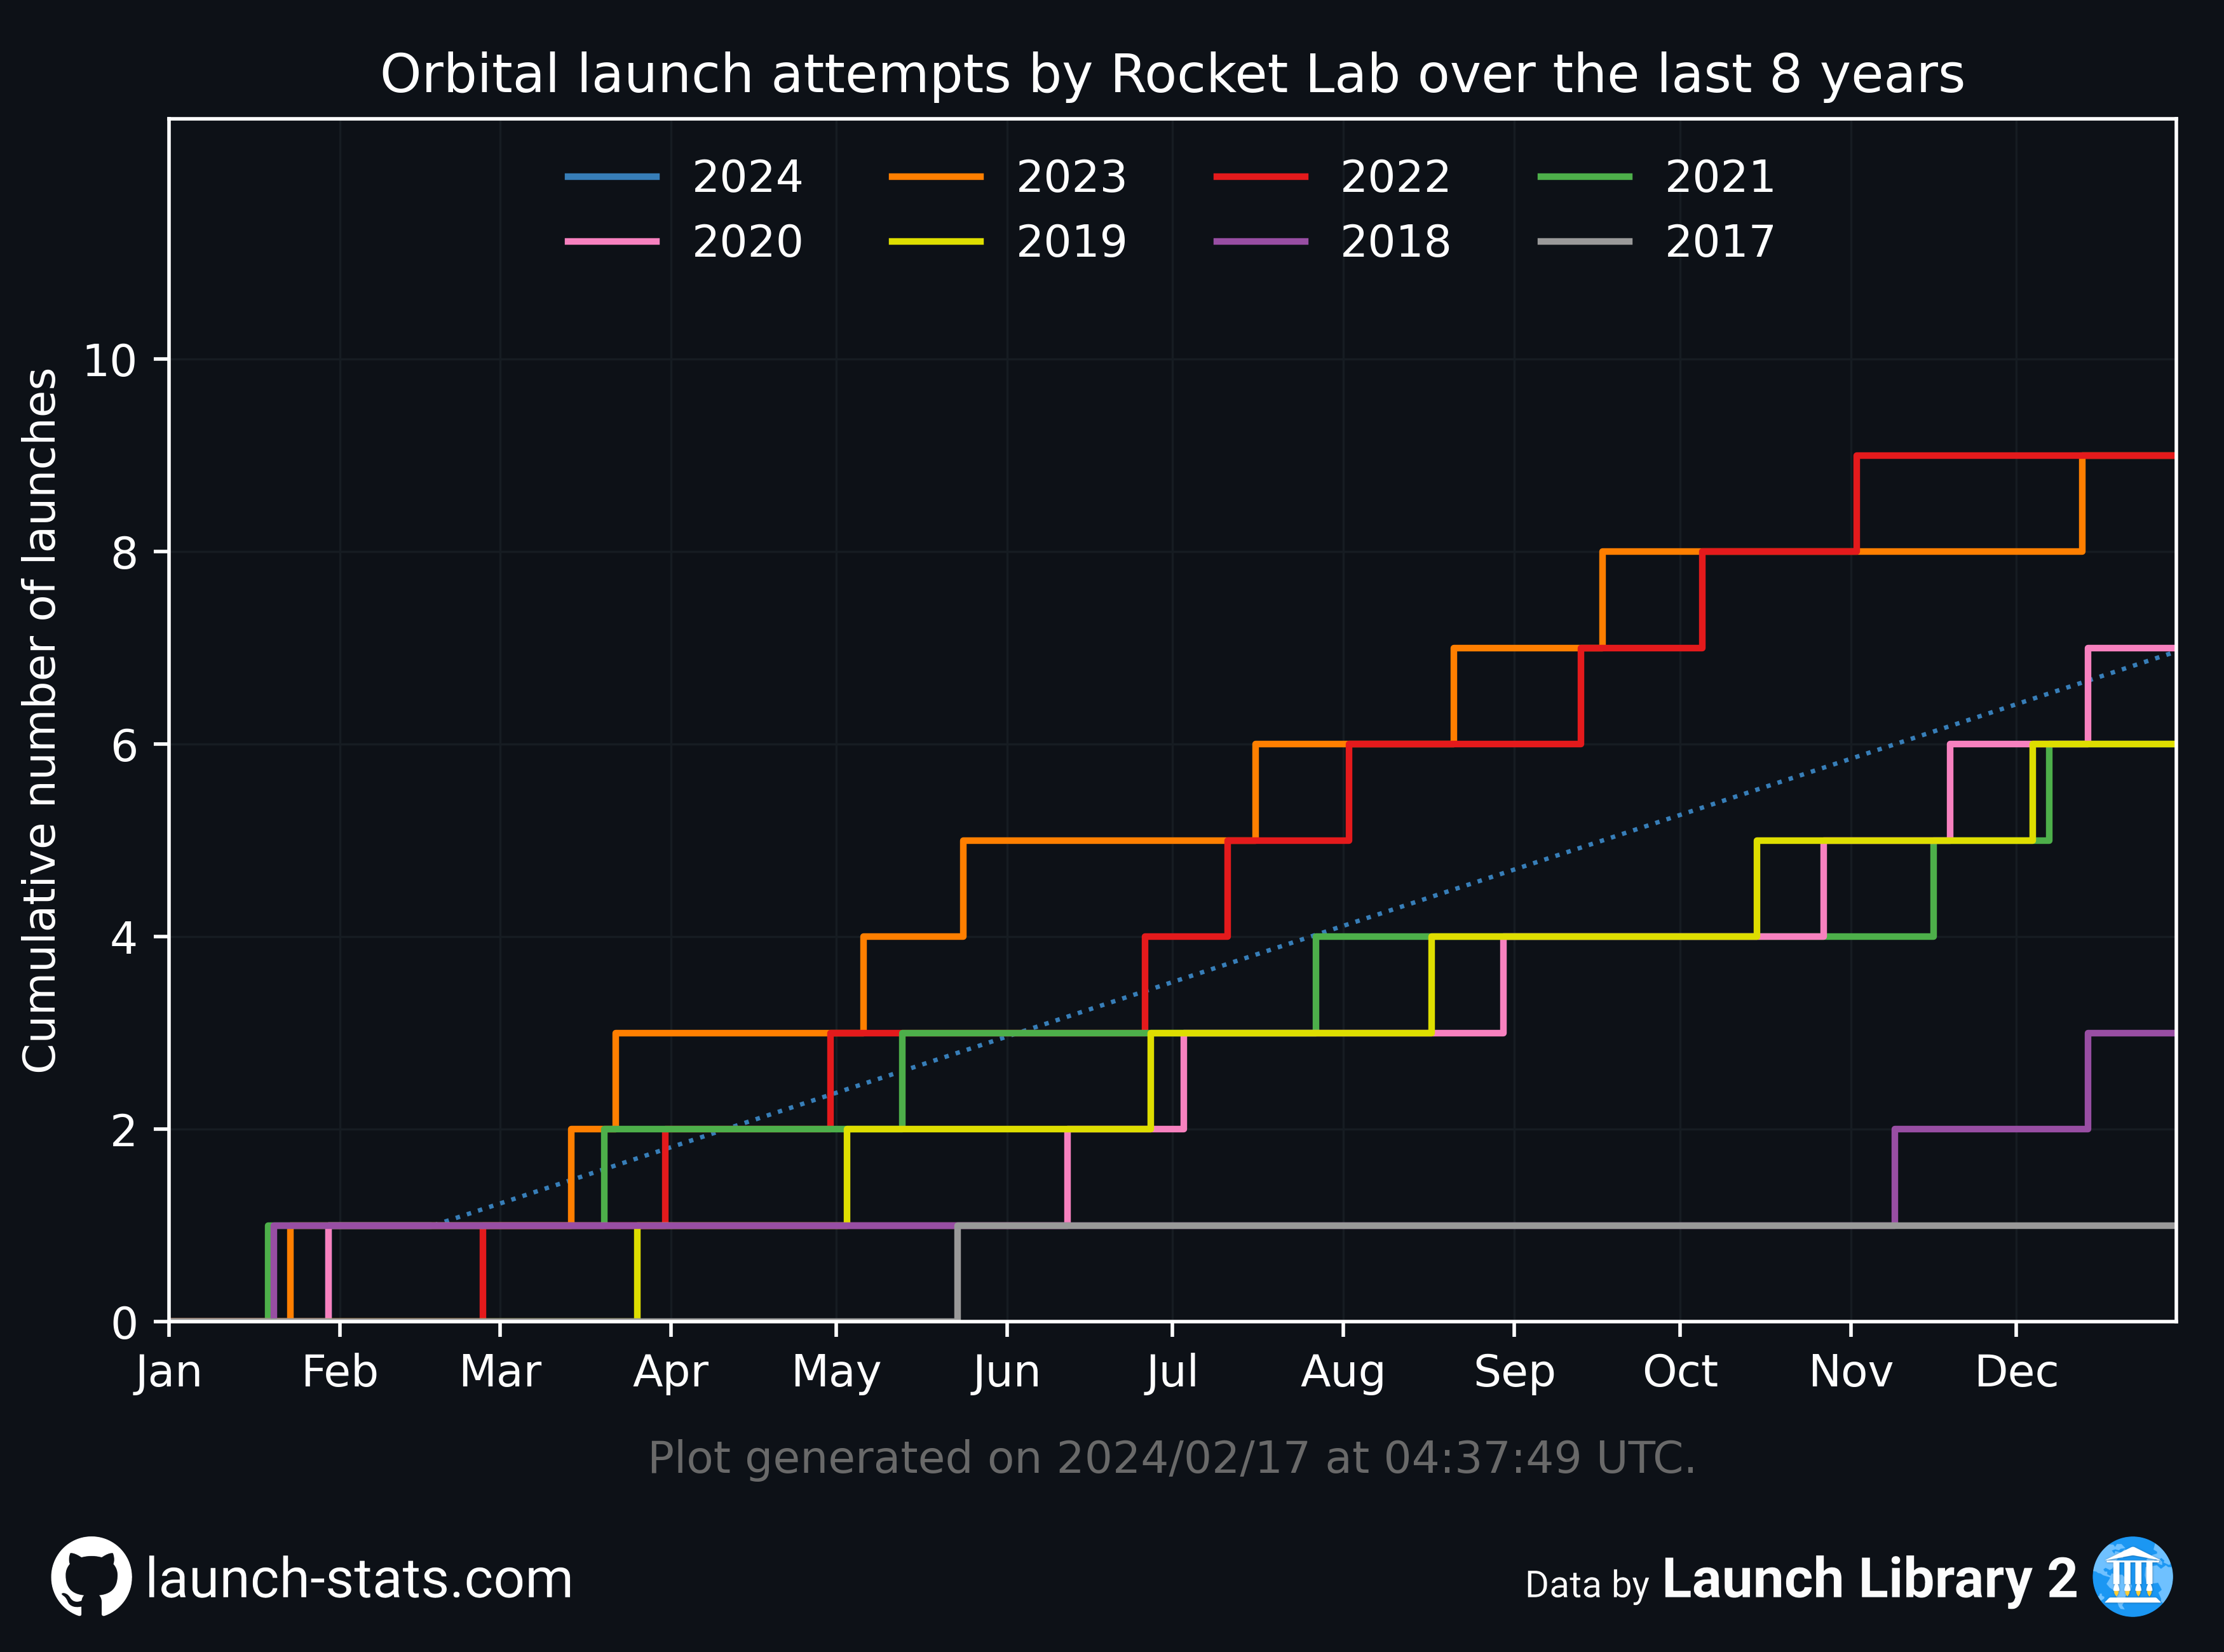 Orbital launch attempts by Rocket Lab over the last 8 years
2024 2023 2022 2021
2020 2019 2018 2017
Cumulative number of launches
10
8
6
4
2
0
Jan Feb Mar Apr May Jun Jul Aug Sep Oct Nov Dec
Plot generated on 2024/02/17 at 04:37:49 UTC.
launch-stats.com
Data by Launch Library 2